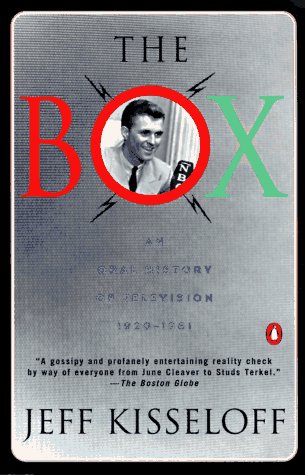 THE
BOX
NBC
AN
ORAL HISTORY
OF TELEVISION
1920-1961
"A gossipy and profanely entertaining reality check
by way of everyone from June Cleaver to Studs Terkel."
—The Boston Globe
JEFF KISSELOFF